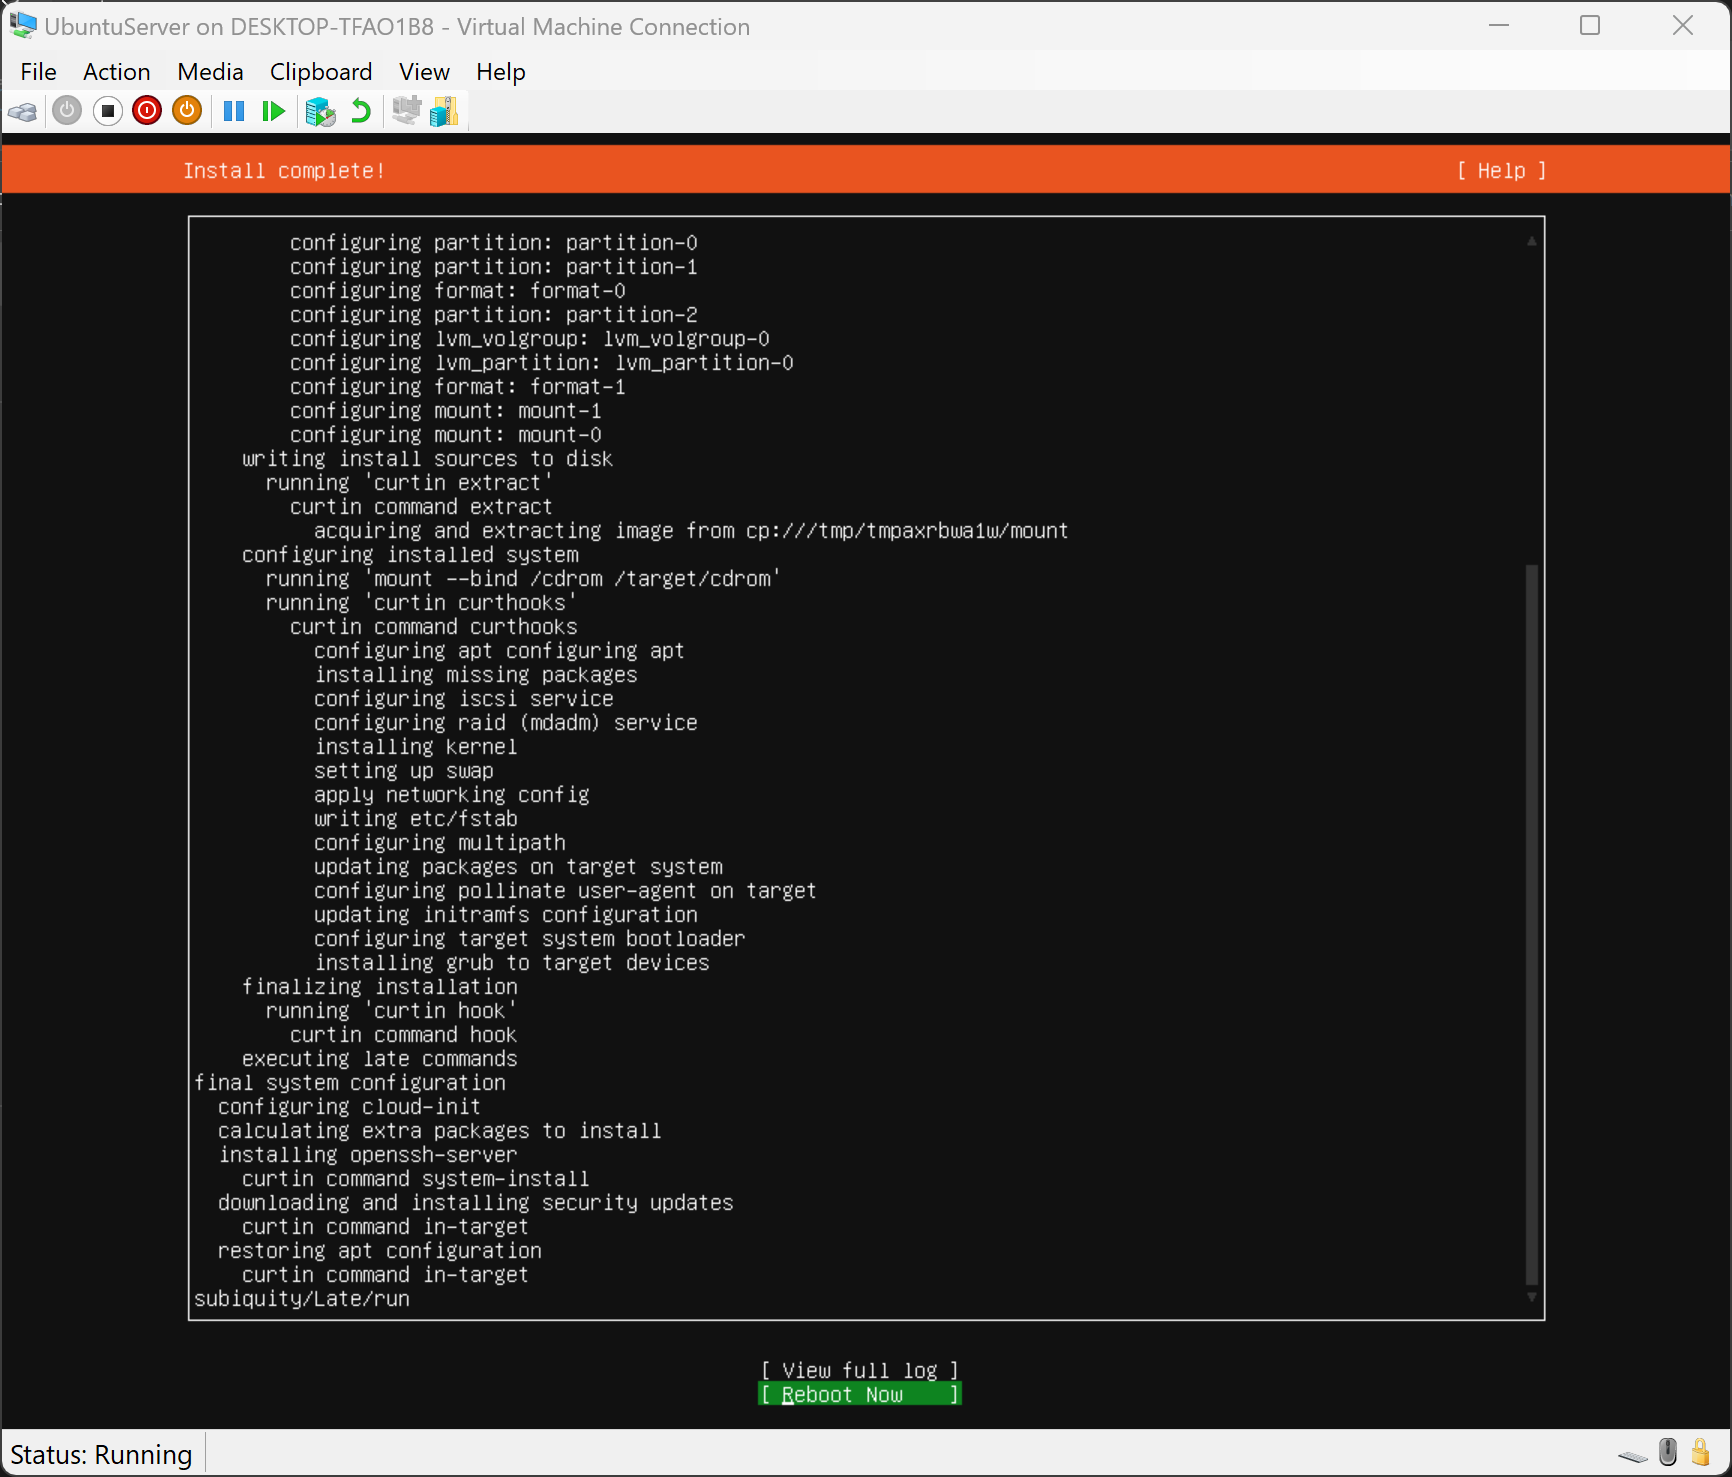 UbuntuServer on DESKTOP-TFAO1B8 - Virtual Machine Connection
File Action Media Clipboard View Help
Install complete! [ Help ]
configuring partition: partition-0
configuring partition: partition-1
configuring format: format-0
configuring partition: partition-2
configuring lvm_volgroup: lvm_volgroup-0
configuring lvm_partition: lvm_partition-0
configuring format: format-1
configuring mount: mount-1
configuring mount: mount-0
writing install sources to disk
running 'curtin extract'
curtin command extract
acquiring and extracting image from cp:///tmp/tmpaxrbwa1w/mount
configuring installed system
running 'mount --bind /cdrom /target/cdrom'
running 'curtin curthooks'
curtin command curthooks
configuring apt configuring apt
installing missing packages
configuring iscsi service
configuring raid (mdadm) service
installing kernel
setting up swap
apply networking config
writing etc/fstab
configuring multipath
updating packages on target system
configuring pollinate user-agent on target
updating initramfs configuration
configuring target system bootloader
installing grub to target devices
finalizing installation
running 'curtin hook'
curtin command hook
executing late commands
final system configuration
configuring cloud-init
calculating extra packages to install
installing openssh-server
curtin command system-install
downloading and installing security updates
curtin command in-target
restoring apt configuration
curtin command in-target
subiquity/Late/run
[ View full log ]
[ Reboot Now ]
Status: Running